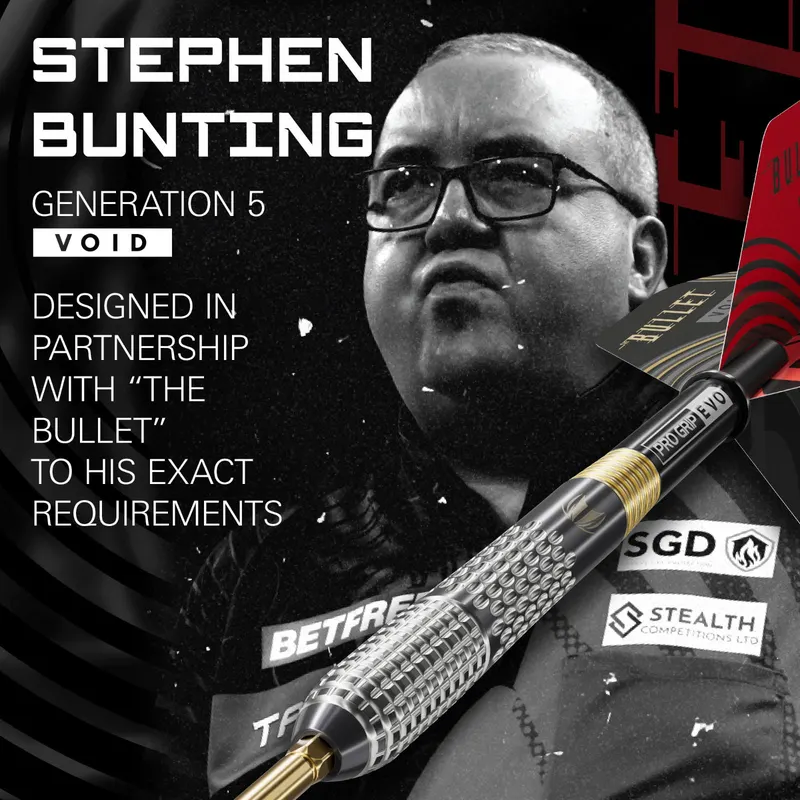 STEPHEN
BUNTING
GENERATION 5
VOID
DESIGNED IN
PARTNERSHIP
WITH “THE
BULLET”
TO HIS EXACT
REQUIREMENTS
BULLET
PRO GRIP EVO
SGD
STEALTH
COMPETITIONS LTD
BETFRE